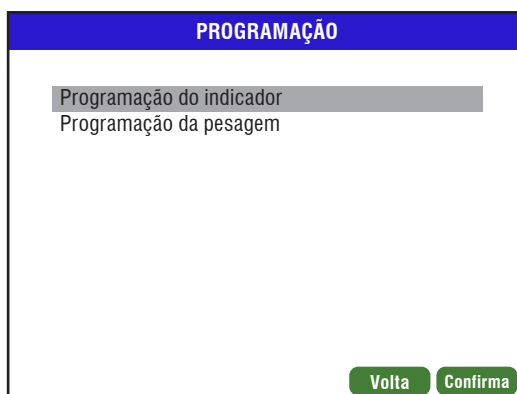 PROGRAMAÇÃO
Programação do indicador
Programação da pesagem
Volta Confirma